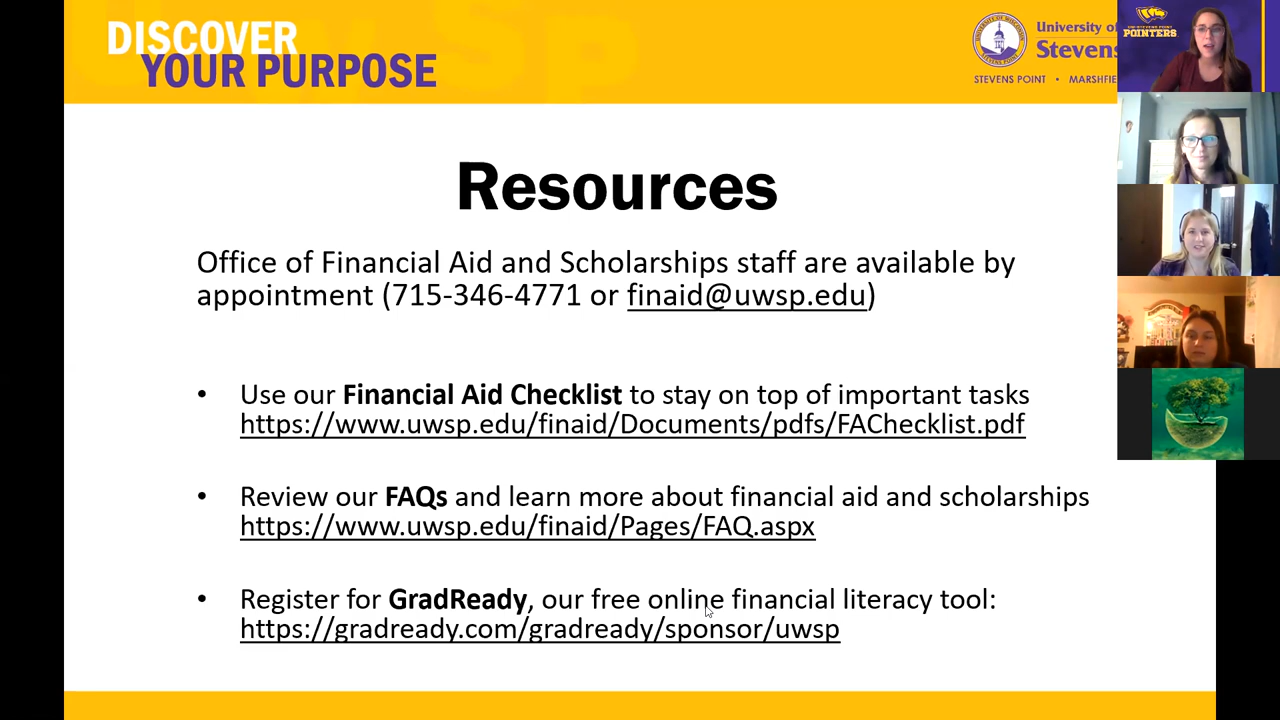 DISCOVER
YOUR PURPOSE
University of
Stevens
STEVENS POINT •
POINTERS
Resources
Office of Financial Aid and Scholarships staff are available by
appointment (715-346-4771 or finaid@uwsp.edu)
• Use our Financial Aid Checklist to stay on top of important tasks
https://www.uwsp.edu/finaid/Documents/pdfs/FAChecklist.pdf
• Review our FAQs and learn more about financial aid and scholarships
https://www.uwsp.edu/finaid/Pages/FAQ.aspx
• Register for GradReady, our free online financial literacy tool:
https://gradready.com/gradready/sponsor/uwsp